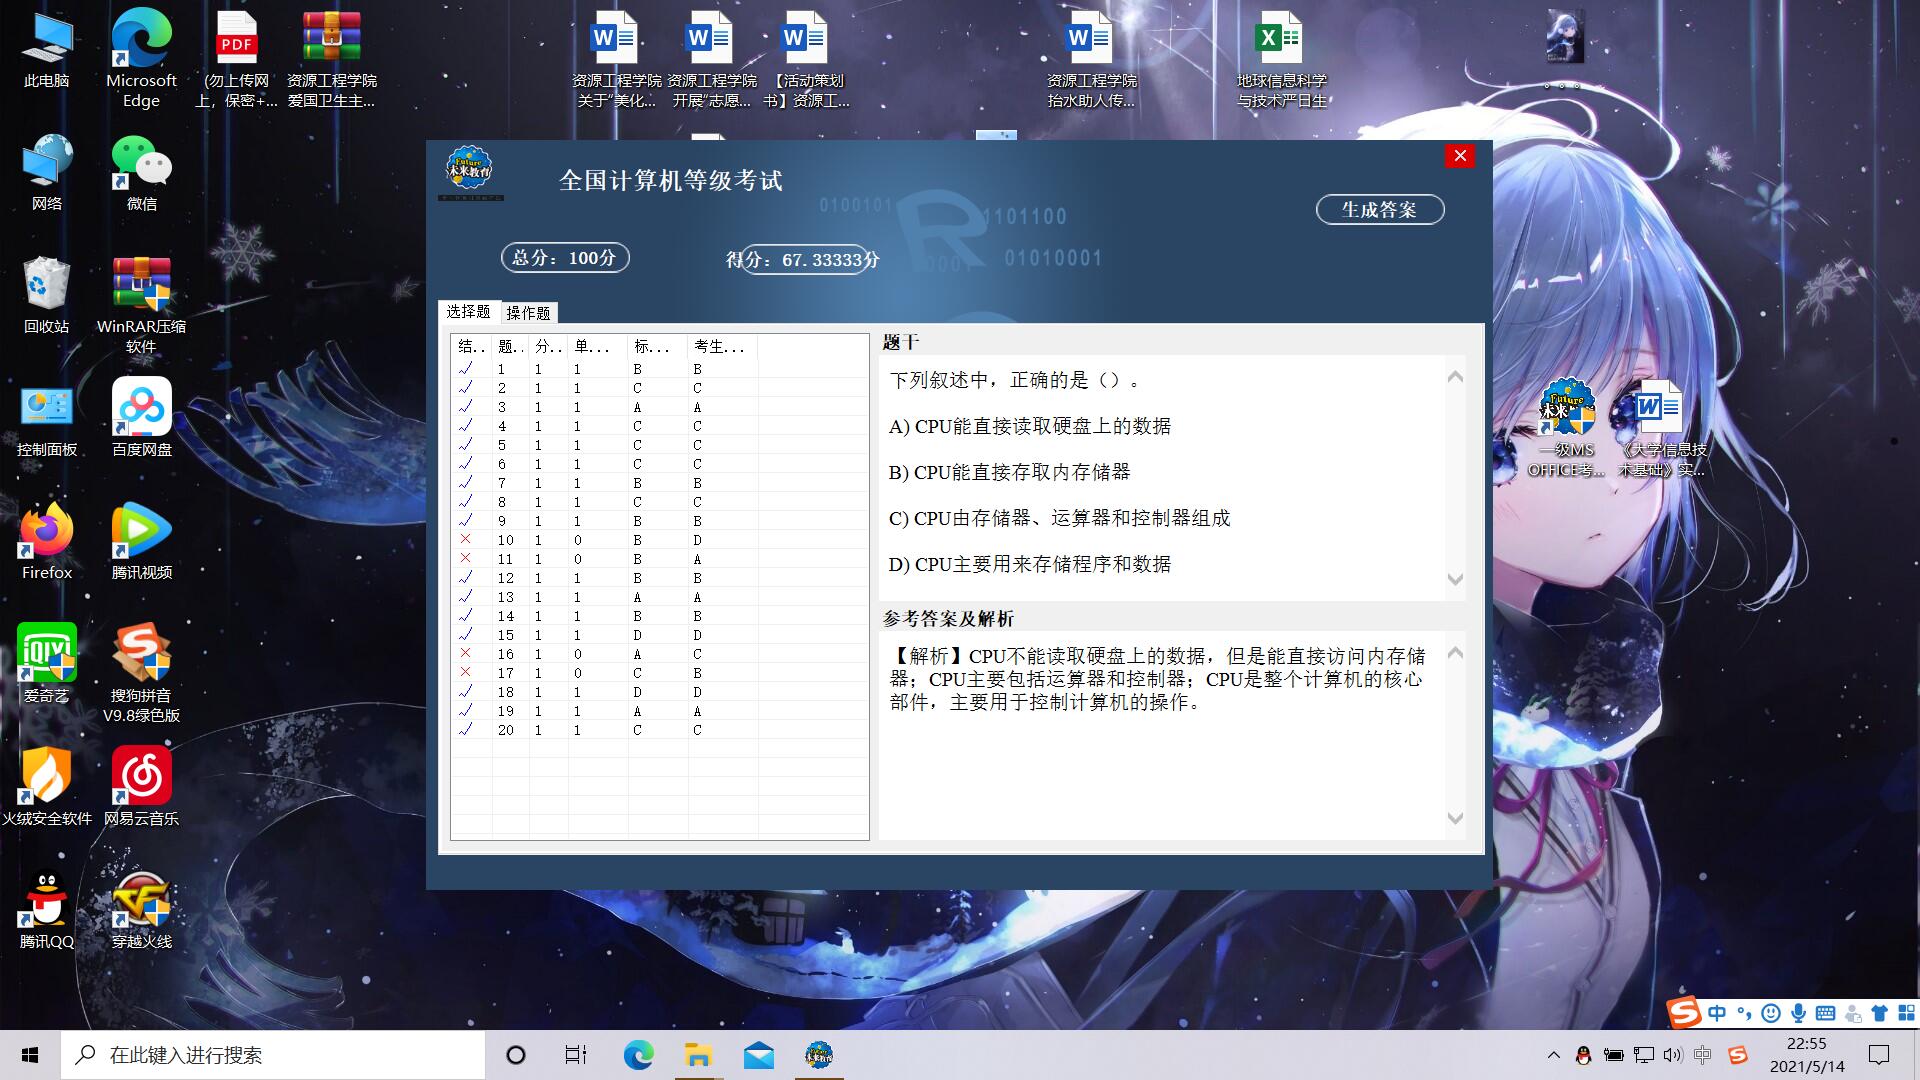 此电脑
Microsoft
Edge
PDF
(勿上传网
上，保密+...
资源工程学院
爱国卫生主...
资源工程学院
关于“美化...
资源工程学院
开展“志愿...
【活动策划
书】资源工...
资源工程学院
抬水助人传...
地球信息科学
与技术严日生
网络
微信
回收站
WinRAR压缩
软件
控制面板
百度网盘
Firefox
腾讯视频
爱奇艺
搜狗拼音
V9.8绿色版
火绒安全软件
网易云音乐
腾讯QQ
穿越火线
一级MS
OFFICE考...
《大学信息技
术基础》实...
Future
未来教育
全国计算机等级考试
生成答案
总分：100分
得分：67.33333分
0100101
1101100
01010001
选择题
操作题
结.. 题.. 分.. 单... 标... 考生...
1 1 1 B B
2 1 1 C C
3 1 1 A A
4 1 1 C C
5 1 1 C C
6 1 1 C C
7 1 1 B B
8 1 1 C C
9 1 1 B B
10 1 0 B D
11 1 0 B A
12 1 1 B B
13 1 1 A A
14 1 1 B B
15 1 1 D D
16 1 0 A C
17 1 0 C B
18 1 1 D D
19 1 1 A A
20 1 1 C C
题干
下列叙述中，正确的是（）。
A) CPU能直接读取硬盘上的数据
B) CPU能直接存取内存储器
C) CPU由存储器、运算器和控制器组成
D) CPU主要用来存储程序和数据
参考答案及解析
【解析】CPU不能读取硬盘上的数据，但是能直接访问内存储
器；CPU主要包括运算器和控制器；CPU是整个计算机的核心
部件，主要用于控制计算机的操作。
中
在此键入进行搜索
中
22:55
2021/5/14